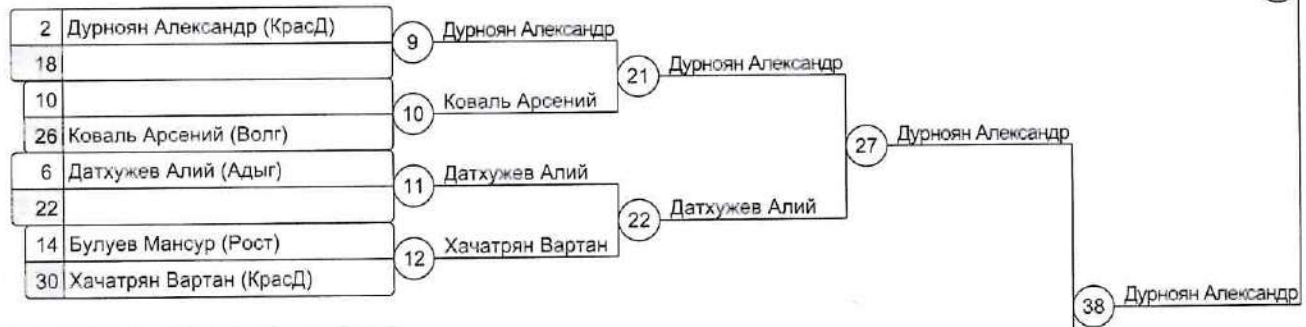 2 Дурноян Александр (КрасД)
18
10
26 Коваль Арсений (Волг)
6 Датхужев Алий (Адыг)
22
14 Булуев Мансур (Рост)
30 Хачатрян Вартан (КрасД)
9 Дурноян Александр
10 Коваль Арсений
11 Датхужев Алий
12 Хачатрян Вартан
21 Дурноян Александр
22 Датхужев Алий
27 Дурноян Александр
38 Дурноян Александр